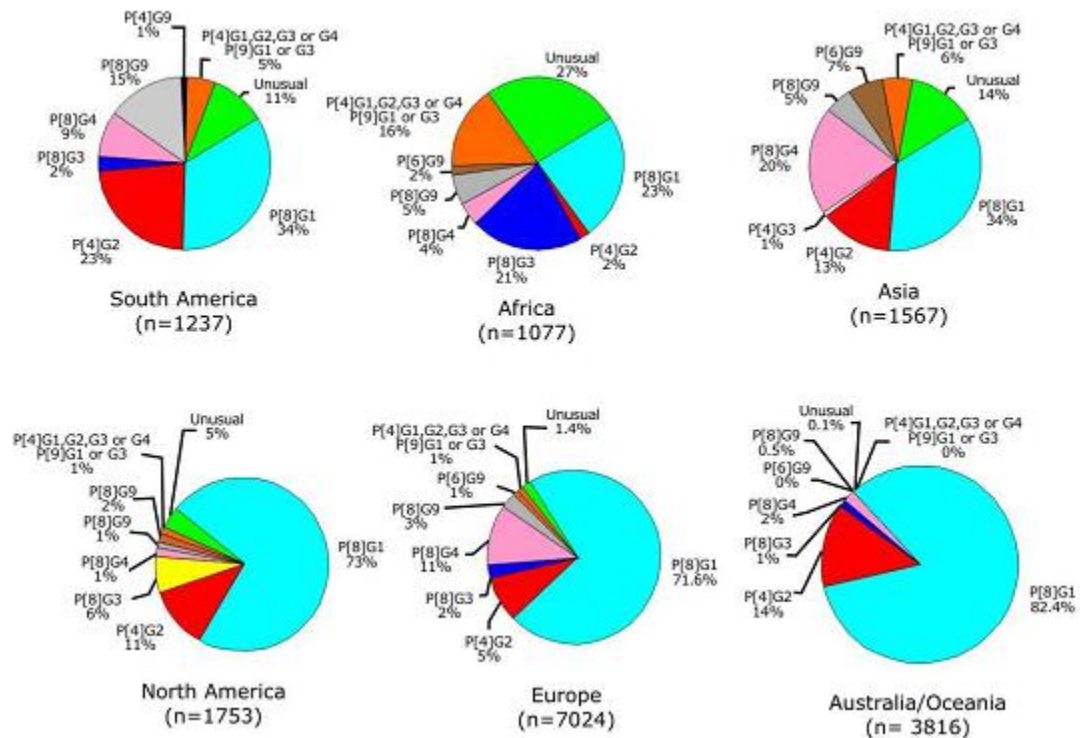 P[4]G9
1%
P[4]G1,G2,G3 or G4
P[9]G1 or G3
5%
Unusual
11%
P[8]G9
15%
P[8]G4
9%
P[8]G3
2%
P[4]G2
23%
P[8]G1
34%
South America
(n=1237)
Unusual
27%
P[4]G1,G2,G3 or G4
P[9]G1 or G3
16%
P[6]G9
2%
P[8]G9
5%
P[8]G4
4%
P[8]G3
21%
P[4]G2
2%
P[8]G1
23%
Africa
(n=1077)
P[4]G1,G2,G3 or G4
P[9]G1 or G3
6%
P[6]G9
7%
Unusual
14%
P[8]G9
5%
P[8]G4
20%
P[4]G3
1%
P[4]G2
13%
P[8]G1
34%
Asia
(n=1567)
Unusual
5%
P[4]G1,G2,G3 or G4
P[9]G1 or G3
1%
P[8]G9
2%
P[8]G9
1%
P[8]G4
1%
P[8]G3
6%
P[4]G2
11%
P[8]G1
73%
North America
(n=1753)
Unusual
1.4%
P[4]G1,G2,G3 or G4
P[9]G1 or G3
1%
P[6]G9
1%
P[8]G9
3%
P[8]G4
11%
P[8]G3
2%
P[4]G2
5%
P[8]G1
71.6%
Europe
(n=7024)
Unusual
0.1%
P[4]G1,G2,G3 or G4
P[9]G1 or G3
0%
P[8]G9
0.5%
P[6]G9
0%
P[8]G4
2%
P[8]G3
1%
P[4]G2
14%
P[8]G1
82.4%
Australia/Oceania
(n= 3816)